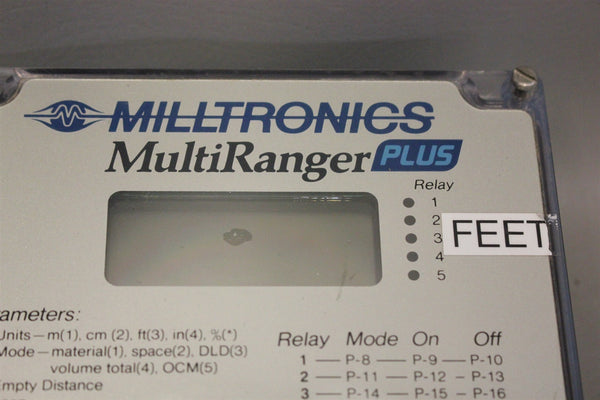 MILLTRONICS
MultiRanger PLUS
Relay
1
2
3
4
5
FEET
ameters:
Units — m(1), cm (2), ft(3), in(4), %(*)
Mode — material(1), space(2), DLD(3)
volume total(4), OCM(5)
Empty Distance
Relay Mode On Off
1 — P-8 — P-9 — P-10
2 — P-11 — P-12 – P-13
3 — P-14 — P-15 – P-16